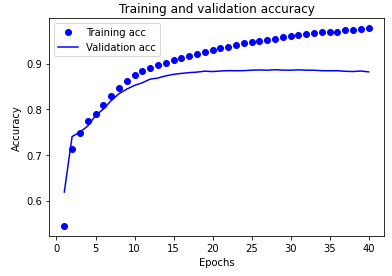 Training and validation accuracy
Training acc
Validation acc
0.9
0.8
0.7
0.6
Accuracy
0 5 10 15 20 25 30 35 40
Epochs